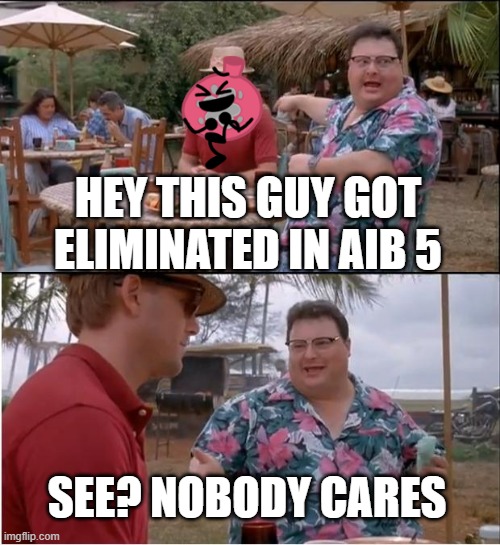 HEY THIS GUY GOT
ELIMINATED IN AIB 5
SEE? NOBODY CARES
imgflip.com